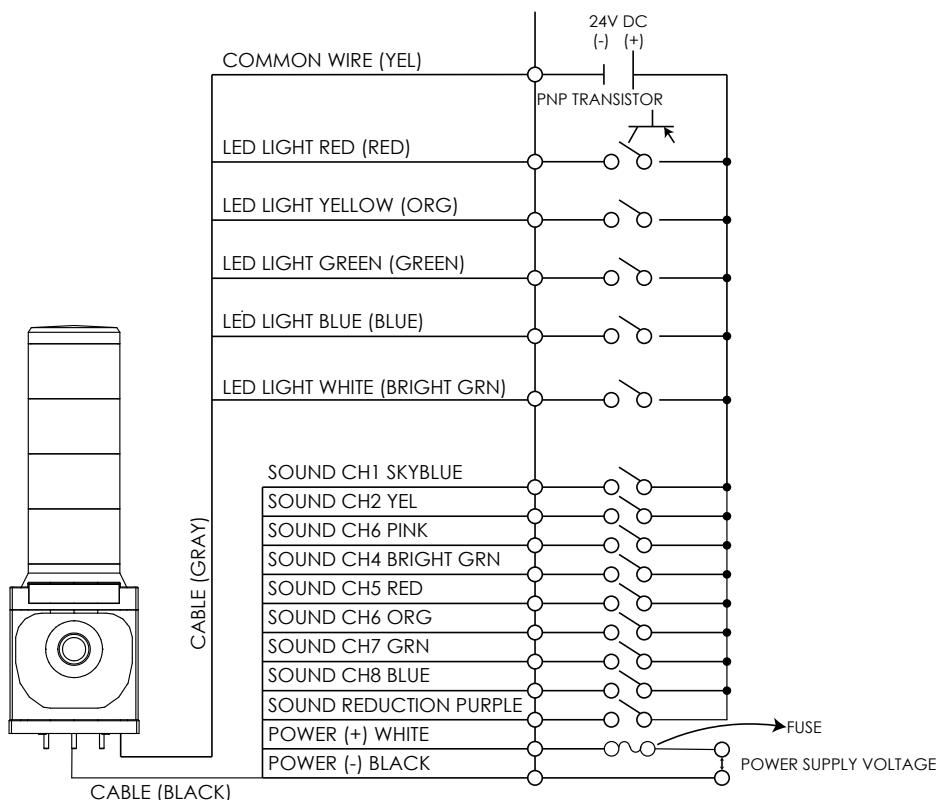 24V DC
(-) (+)
COMMON WIRE (YEL)
PNP TRANSISTOR
LED LIGHT RED (RED)
LED LIGHT YELLOW (ORG)
LED LIGHT GREEN (GREEN)
LED LIGHT BLUE (BLUE)
LED LIGHT WHITE (BRIGHT GRN)
SOUND CH1 SKYBLUE
SOUND CH2 YEL
SOUND CH6 PINK
SOUND CH4 BRIGHT GRN
SOUND CH5 RED
SOUND CH6 ORG
SOUND CH7 GRN
SOUND CH8 BLUE
SOUND REDUCTION PURPLE
POWER (+) WHITE
FUSE
POWER (-) BLACK
POWER SUPPLY VOLTAGE
CABLE (GRAY)
CABLE (BLACK)